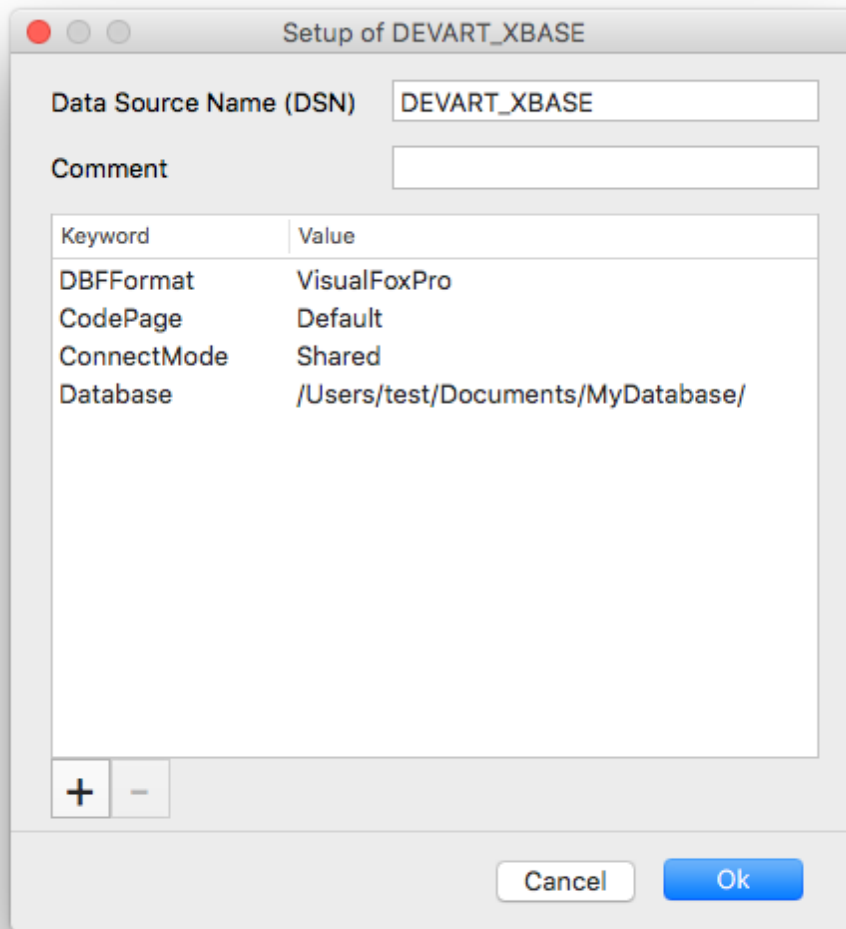 Setup of DEVART_XBASE
Data Source Name (DSN) DEVART_XBASE
Comment
Keyword Value
DBFFormat VisualFoxPro
CodePage Default
ConnectMode Shared
Database /Users/test/Documents/MyDatabase/
+ -
Cancel Ok